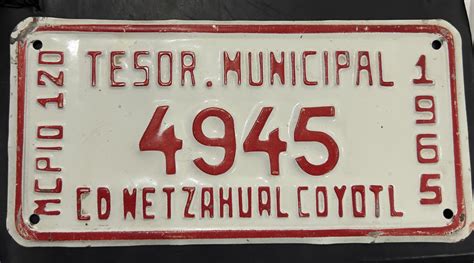 TESOR. MUNICIPAL
MCPIO 120
4945
1965
CD NETZAHUALCOYOTL